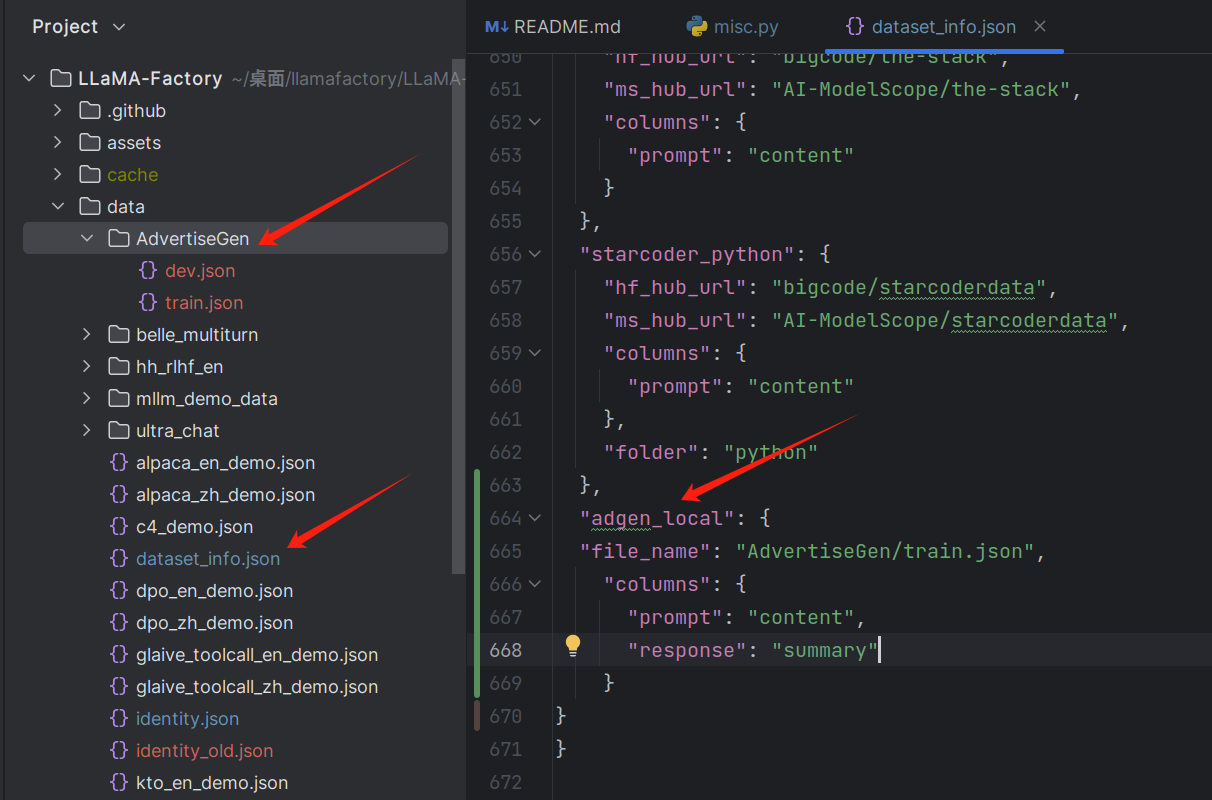 Project
LLaMA-Factory ~/桌面/llamafactory/LLaMA-
.github
assets
cache
data
AdvertiseGen
dev.json
train.json
belle_multiturn
hh_rlhf_en
mllm_demo_data
ultra_chat
alpaca_en_demo.json
alpaca_zh_demo.json
c4_demo.json
dataset_info.json
dpo_en_demo.json
dpo_zh_demo.json
glaive_toolcall_en_demo.json
glaive_toolcall_zh_demo.json
identity.json
identity_old.json
kto_en_demo.json
M↓ README.md misc.py {} dataset_info.json
650 "hf_hub_url": "bigcode/the-stack",
651 "ms_hub_url": "AI-ModelScope/the-stack",
652 "columns": {
653 "prompt": "content"
654 }
655 },
656 "starcoder_python": {
657 "hf_hub_url": "bigcode/starcoderdata",
658 "ms_hub_url": "AI-ModelScope/starcoderdata",
659 "columns": {
660 "prompt": "content"
661 },
662 "folder": "python"
663 },
664 "adgen_local": {
665 "file_name": "AdvertiseGen/train.json",
666 "columns": {
667 "prompt": "content",
668 "response": "summary"
669 }
670 }
671 }
672